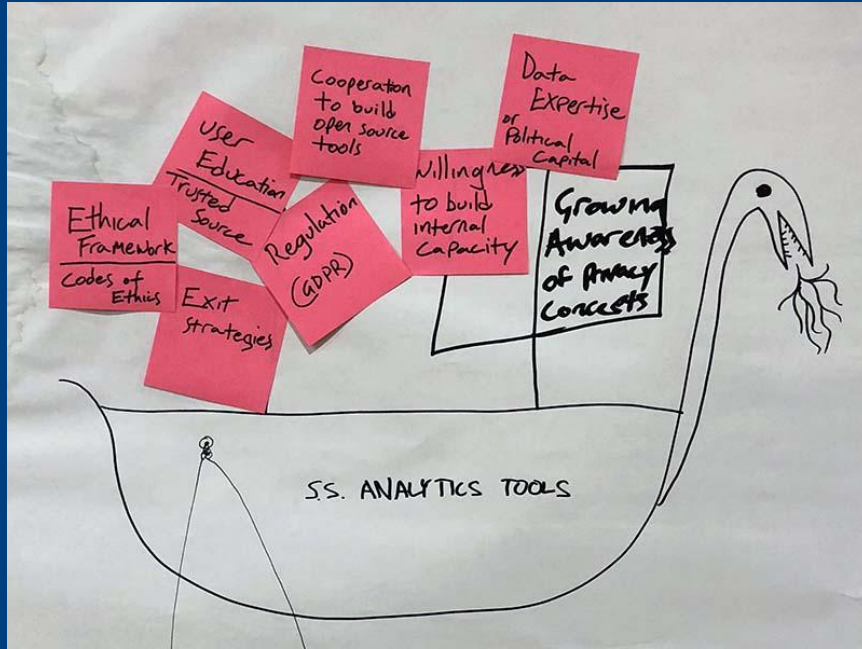 Cooperation
to build
open source
tools
Data
Expertise
or
Political
Capital
User
Education
Trusted
Source
Willingness
to build
internal
Capacity
Ethical
Framework
Codes of
Ethics
Regulation
(GDPR)
Growing
Awareness
of Privacy
Concepts
Exit
strategies
S.S. ANALYTICS TOOLS